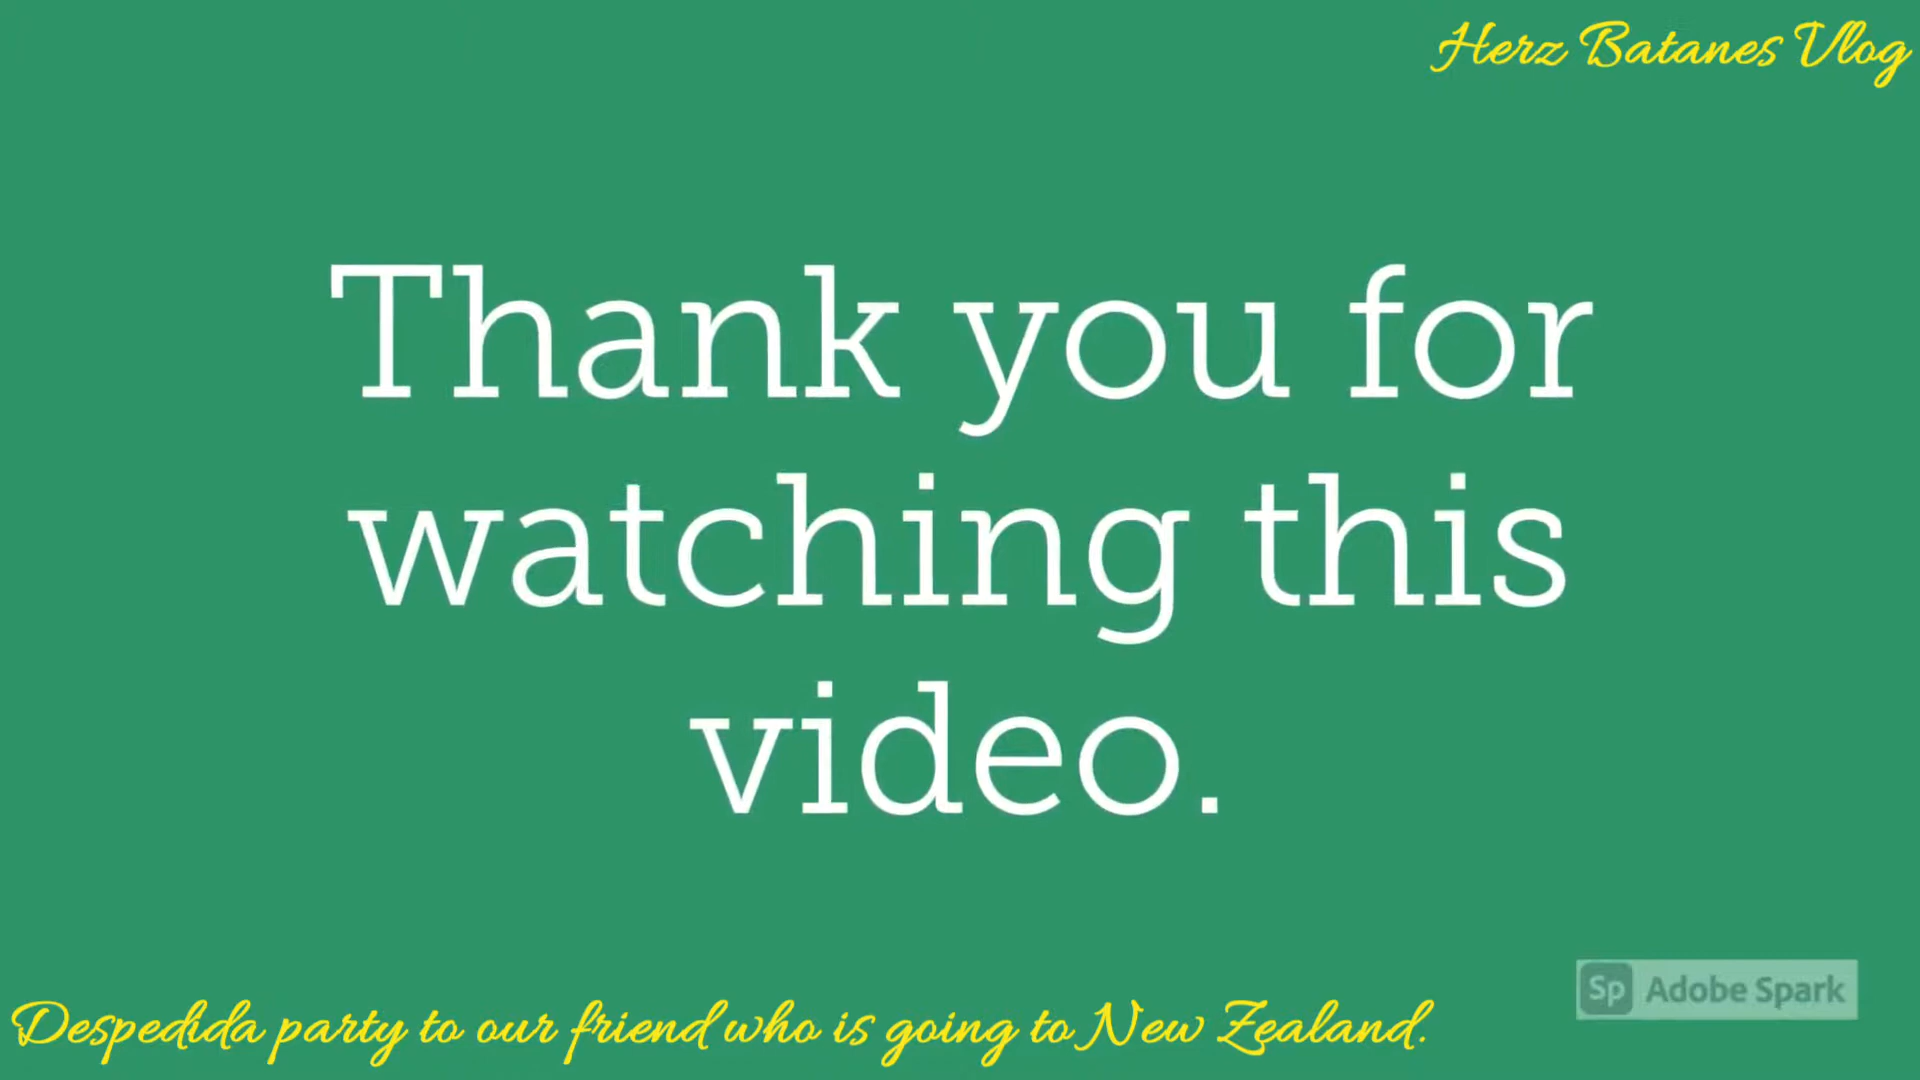 Herz Batanes Vlog
Thank you for
watching this
video.
Sp Adobe Spark
Despedida party to our friend who is going to New Zealand.